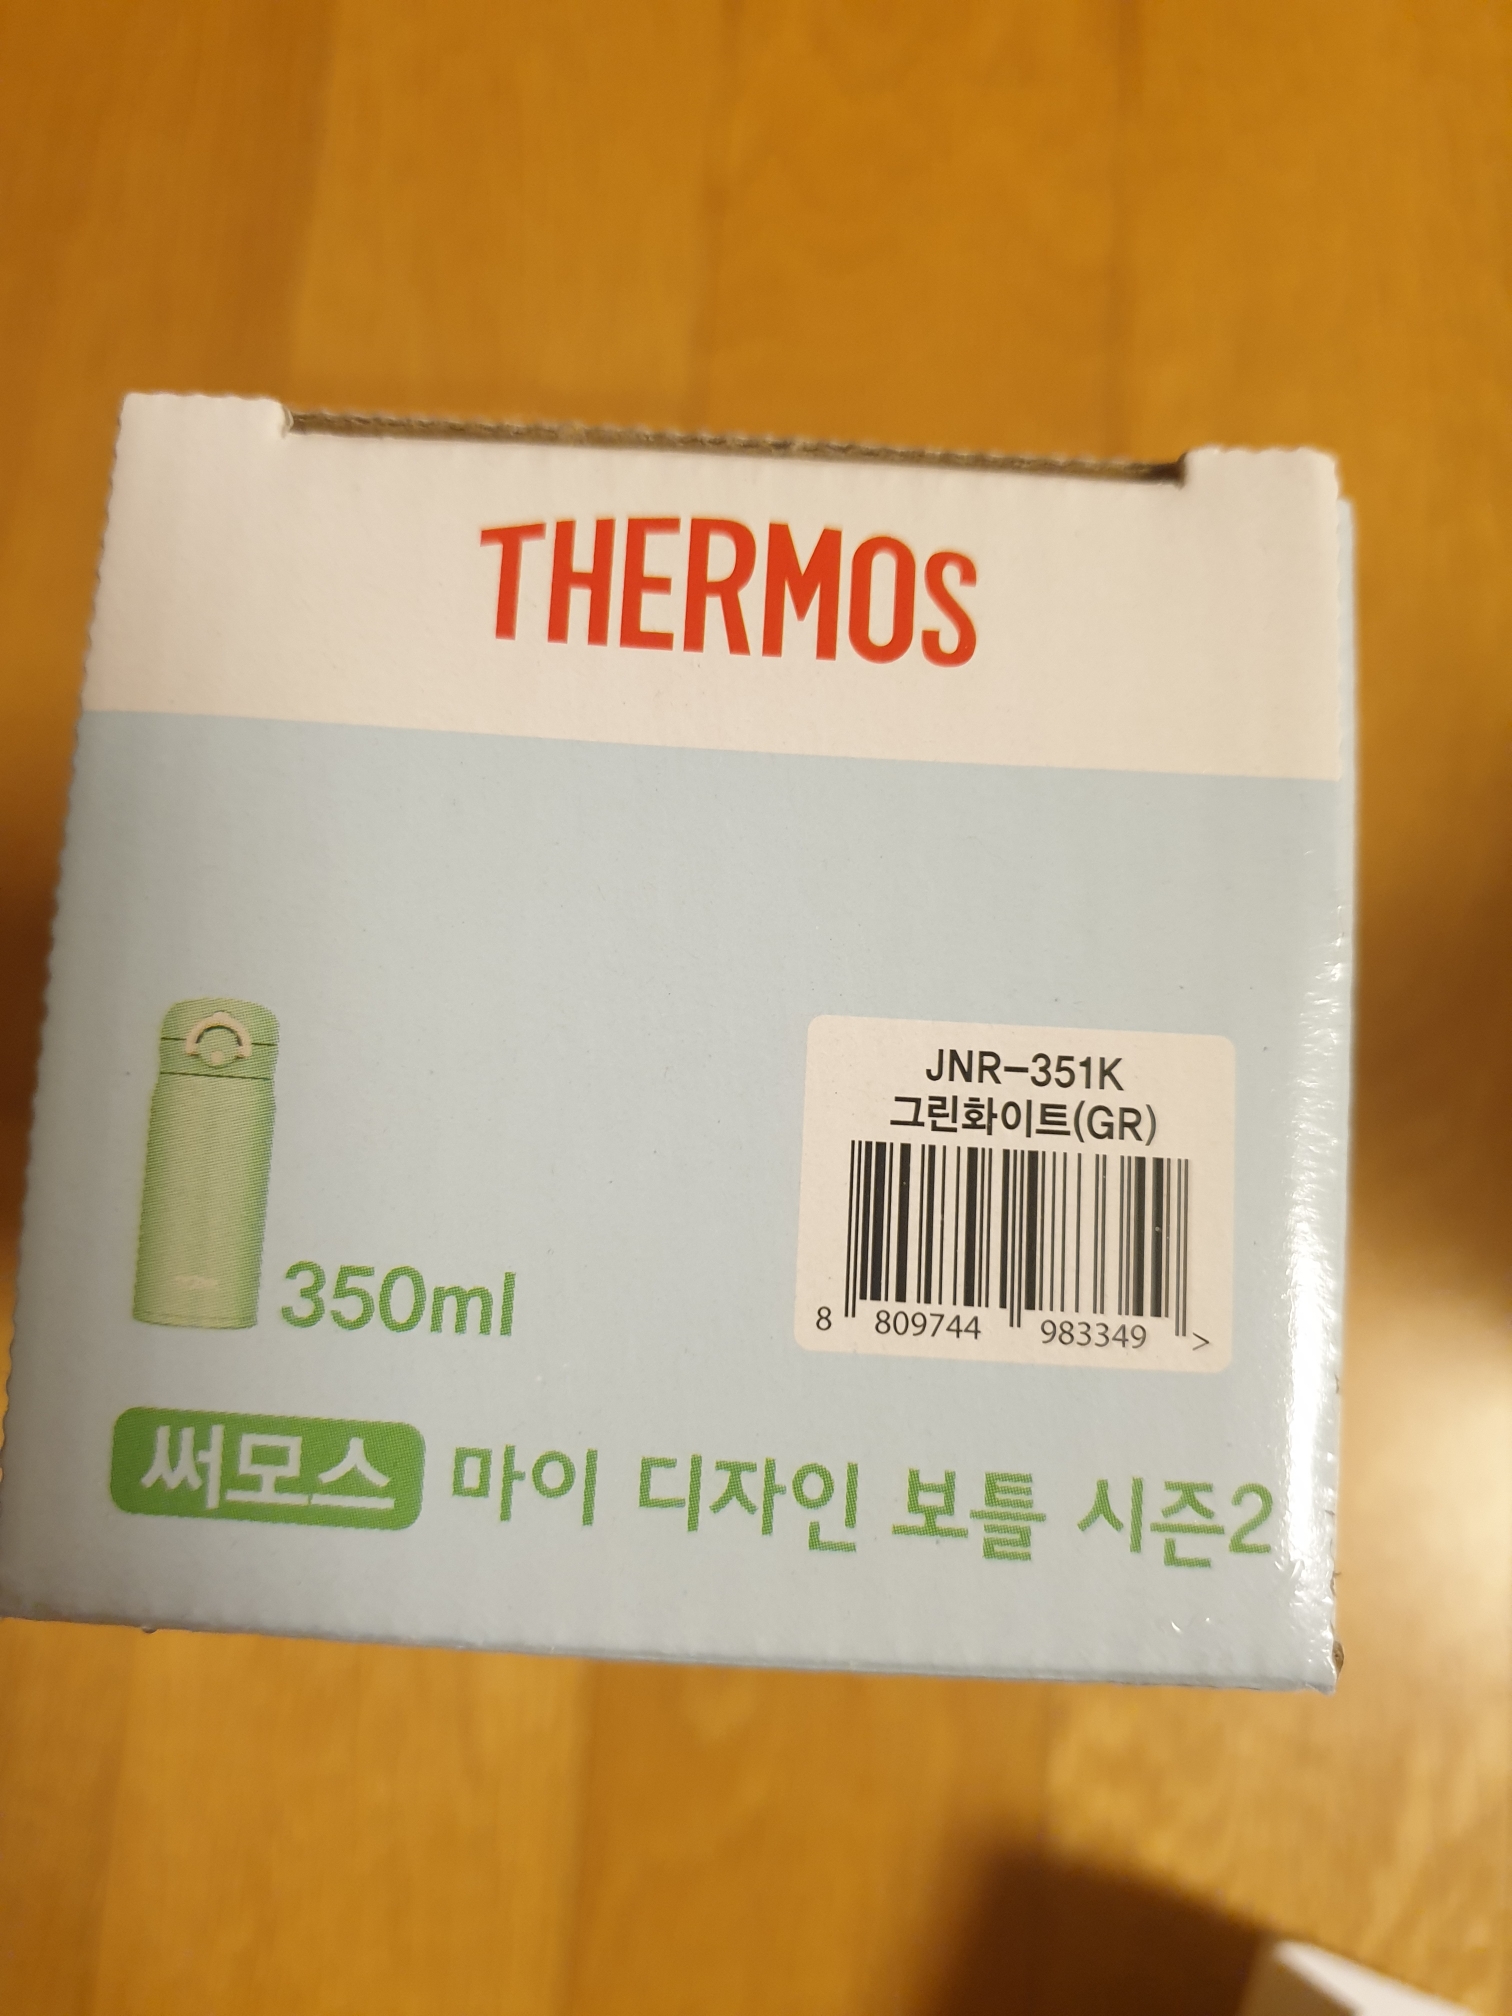 THERMOS
JNR-351K
그린화이트(GR)
8 809744 983349 >
350ml
써모스 마이 디자인 보틀 시즌2